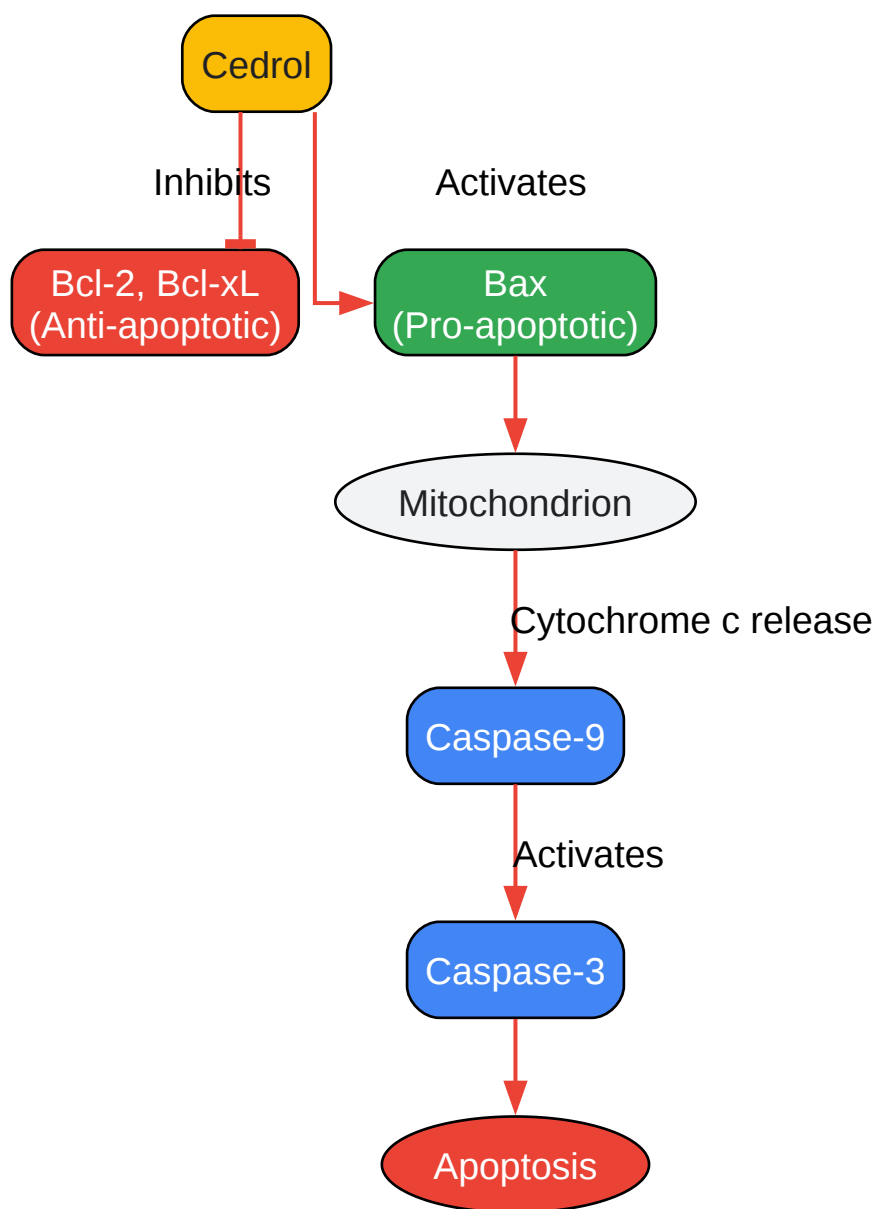 Cedrol
Inhibits
Activates
Bcl-2, Bcl-xL
(Anti-apoptotic)
Bax
(Pro-apoptotic)
Mitochondrion
Cytochrome c release
Caspase-9
Activates
Caspase-3
Apoptosis